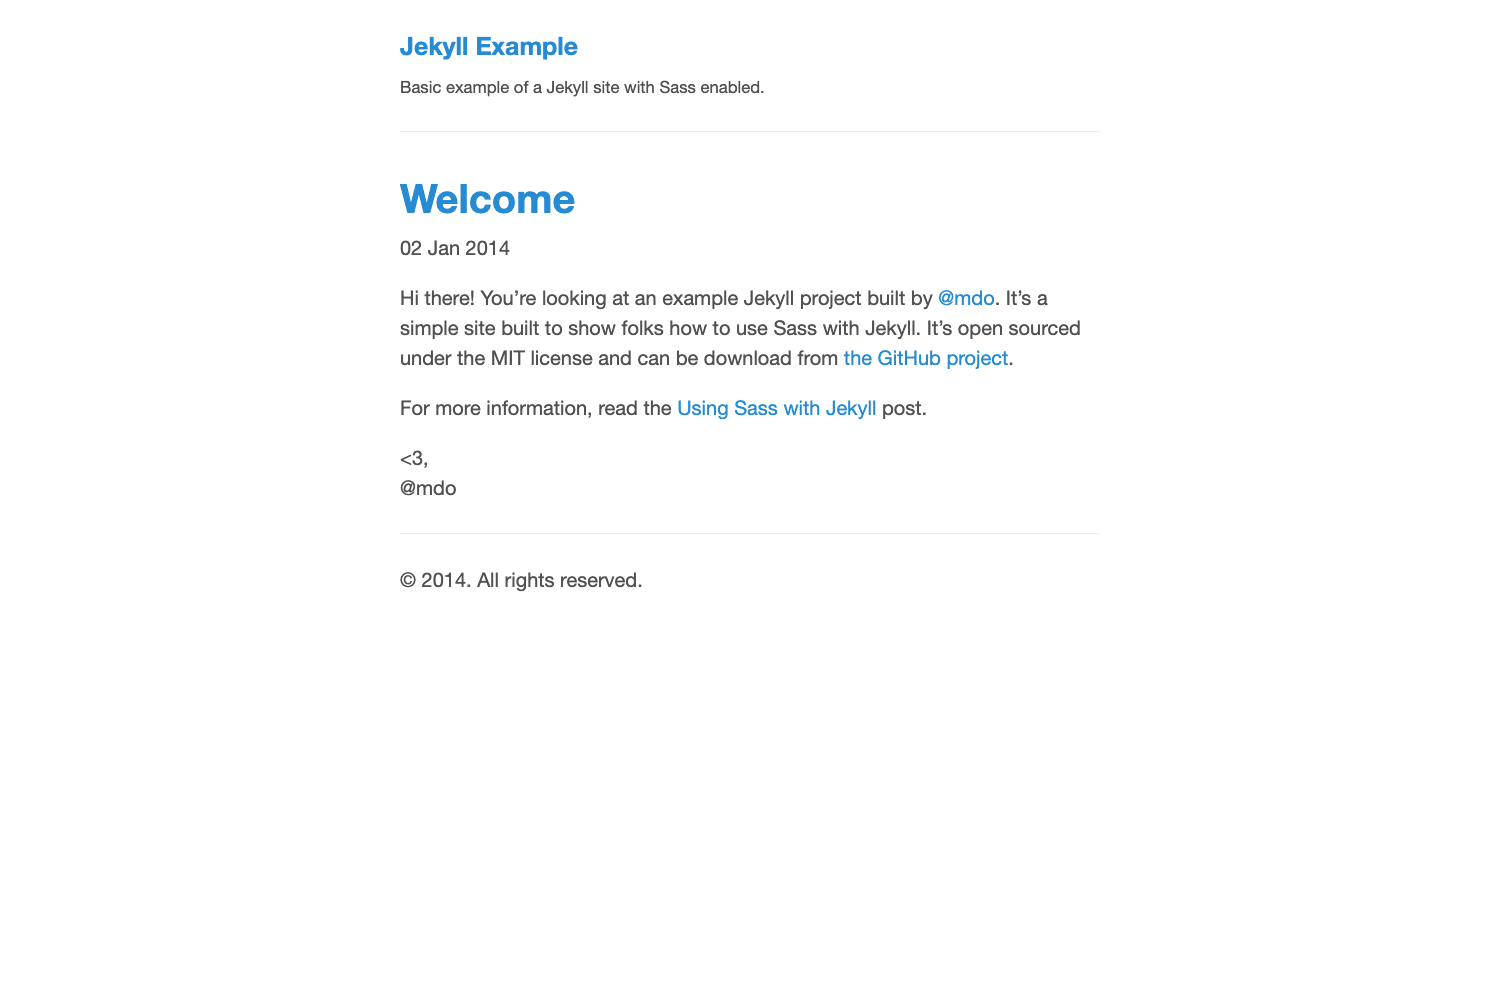 Jekyll Example
Basic example of a Jekyll site with Sass enabled.
Welcome
02 Jan 2014
Hi there! You’re looking at an example Jekyll project built by @mdo. It’s a
simple site built to show folks how to use Sass with Jekyll. It’s open sourced
under the MIT license and can be download from the GitHub project.
For more information, read the Using Sass with Jekyll post.
<3,
@mdo
© 2014. All rights reserved.